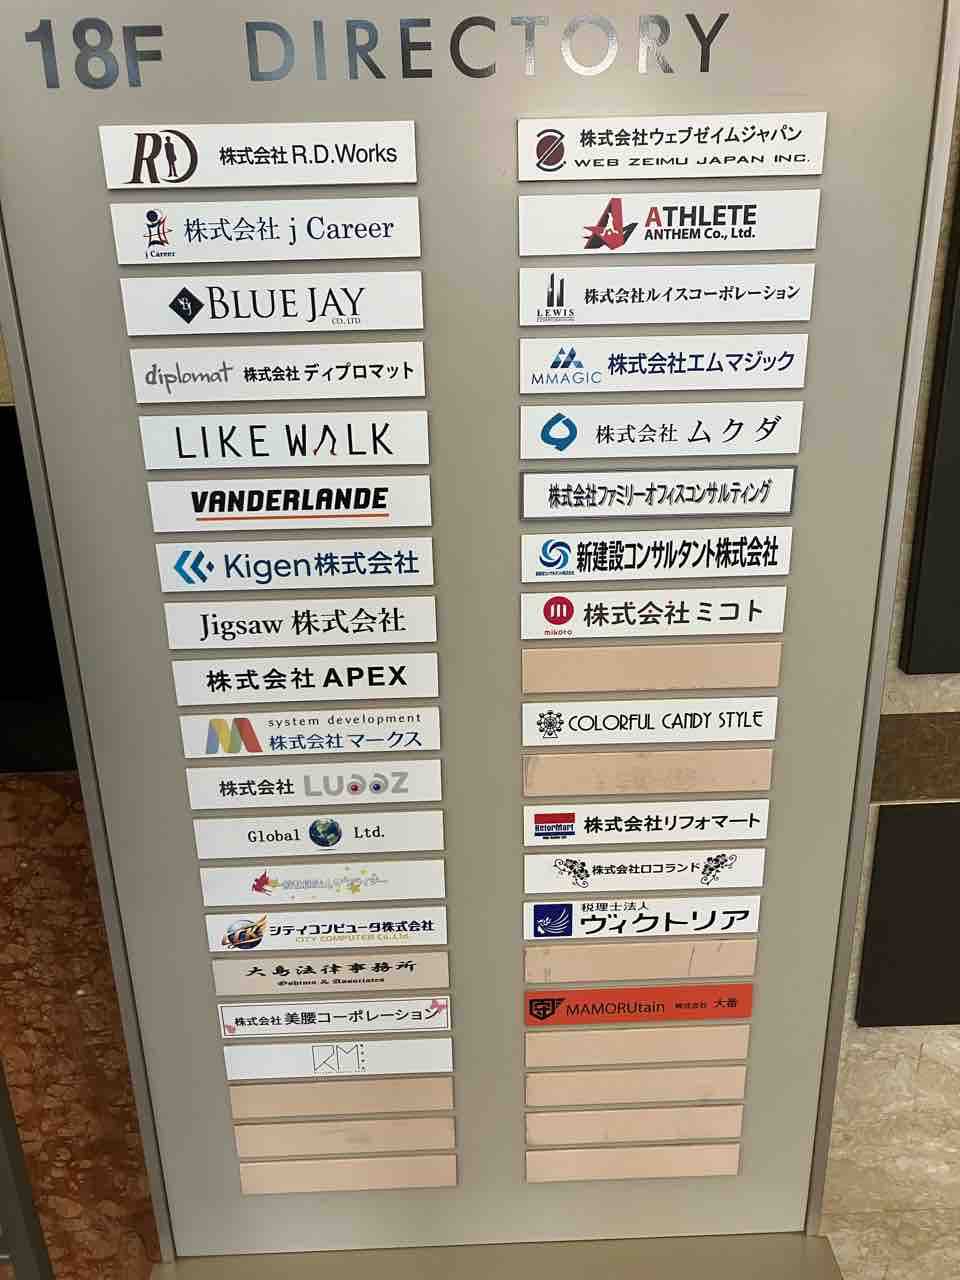 18F DIRECTORY
RD 株式会社 R.D.Works
j Career 株式会社 j Career
BJ BLUE JAY CO., LTD
diplomat 株式会社 ディプロマット
LIKE WALK
VANDERLANDE
Kigen株式会社
Jigsaw 株式会社
株式会社 APEX
system development
株式会社マークス
株式会社 LUaaz
Global Ltd.
シティコンピュータ株式会社
CITY COMPUTER Co.,Ltd.
大島法律事務所
Oshima & Associates
株式会社 美腰コーポレーション
RM
株式会社ウェブゼイムジャパン
WEB ZEIMU JAPAN INC.
ATHLETE
ANTHEM Co., Ltd.
LEWIS CORPORATION 株式会社ルイスコーポレーション
MMAGIC 株式会社エムマジック
株式会社 ムクダ
株式会社ファミリーオフィスコンサルティング
新建設コンサルタント株式会社
mikoto 株式会社ミコト
COLORFUL CANDY STYLE
ReforMart 株式会社リフォマート
株式会社ロコランド
税理士法人
ヴィクトリア
MAMORUtain 株式会社 大番